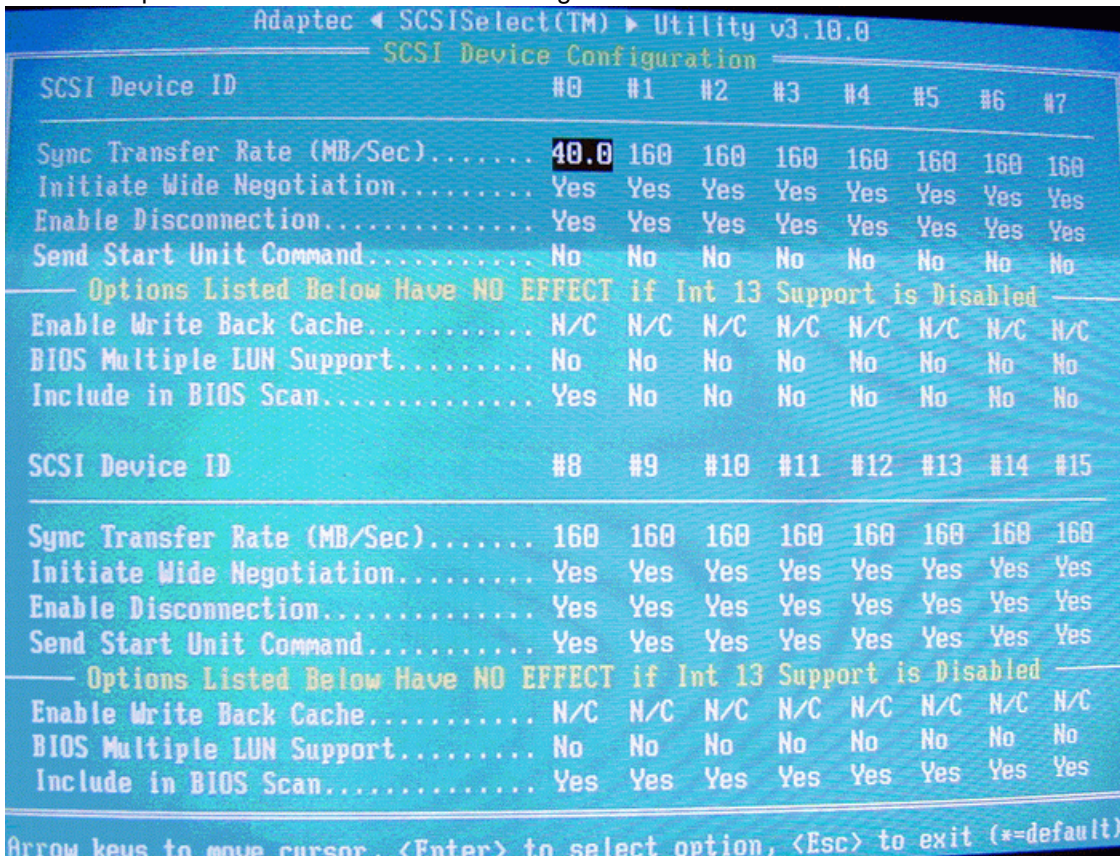 Adaptec ◄ SCSISelect(TM) ► Utility v3.10.0
SCSI Device Configuration
SCSI Device ID #0 #1 #2 #3 #4 #5 #6 #7
Sync Transfer Rate (MB/Sec)....... 40.0 160 160 160 160 160 160 160
Initiate Wide Negotiation......... Yes Yes Yes Yes Yes Yes Yes Yes
Enable Disconnection.............. Yes Yes Yes Yes Yes Yes Yes Yes
Send Start Unit Command........... No No No No No No No No
Options Listed Below Have NO EFFECT if Int 13 Support is Disabled
Enable Write Back Cache........... N/C N/C N/C N/C N/C N/C N/C N/C
BIOS Multiple LUN Support......... No No No No No No No No
Include in BIOS Scan.............. Yes No No No No No No No
SCSI Device ID #8 #9 #10 #11 #12 #13 #14 #15
Sync Transfer Rate (MB/Sec)....... 160 160 160 160 160 160 160 160
Initiate Wide Negotiation......... Yes Yes Yes Yes Yes Yes Yes Yes
Enable Disconnection.............. Yes Yes Yes Yes Yes Yes Yes Yes
Send Start Unit Command........... Yes Yes Yes Yes Yes Yes Yes Yes
Options Listed Below Have NO EFFECT if Int 13 Support is Disabled
Enable Write Back Cache........... N/C N/C N/C N/C N/C N/C N/C N/C
BIOS Multiple LUN Support......... No No No No No No No No
Include in BIOS Scan.............. Yes Yes Yes Yes Yes Yes Yes Yes
Arrow keys to move cursor, <Enter> to select option, <Esc> to exit (*=default)